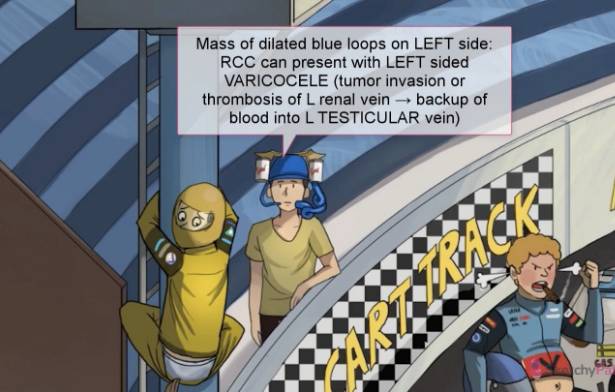 Mass of dilated blue loops on LEFT side:
RCC can present with LEFT sided
VARICOCELE (tumor invasion or
thrombosis of L renal vein → backup of
blood into L TESTICULAR vein)
CART TRACK
GAS